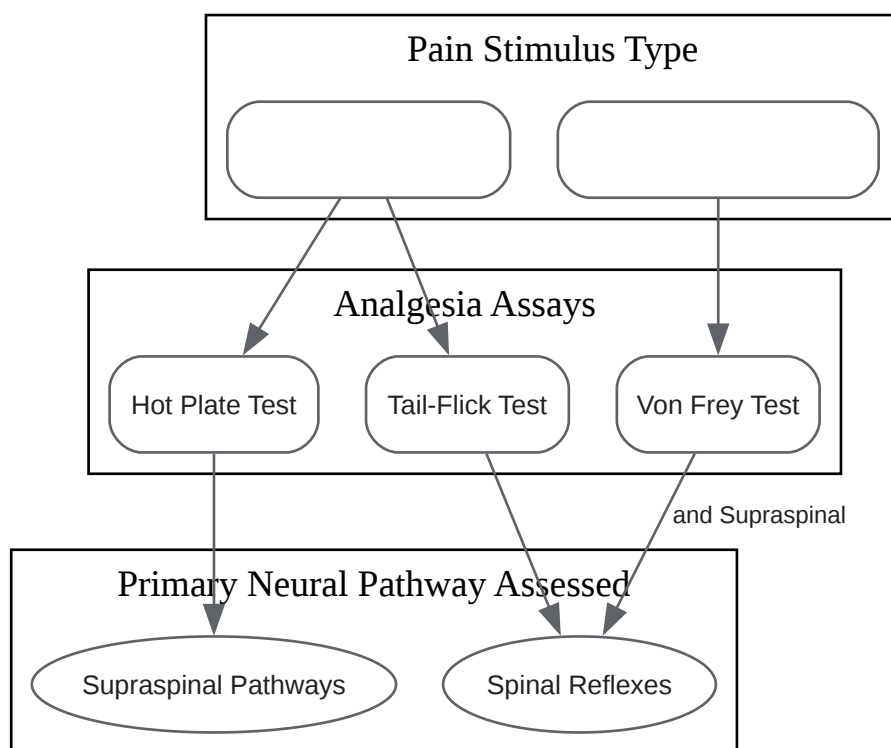 Pain Stimulus Type
Analgesia Assays
Hot Plate Test
Tail-Flick Test
Von Frey Test
and Supraspinal
Primary Neural Pathway Assessed
Supraspinal Pathways
Spinal Reflexes